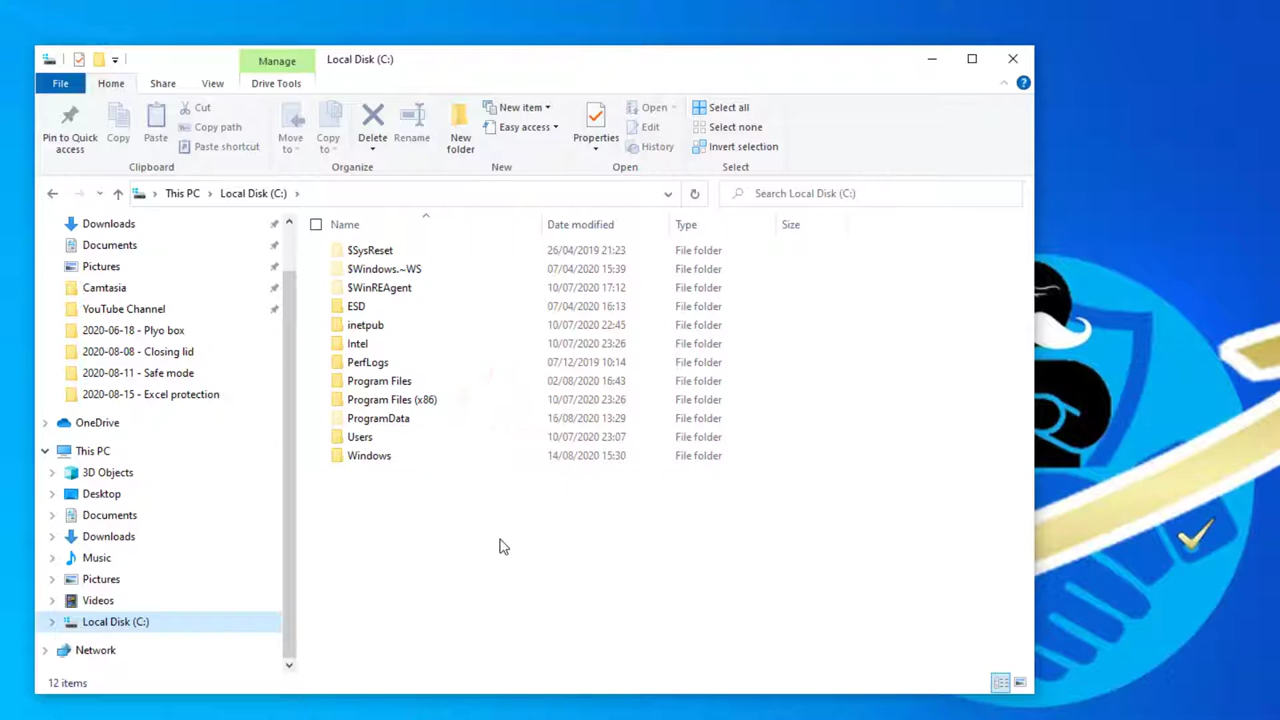 Manage
Local Disk (C:)
File
Home
Share
View
Drive Tools
Pin to Quick access
Copy
Paste
Cut
Copy path
Paste shortcut
Clipboard
Move to
Copy to
Delete
Rename
Organize
New folder
New item
Easy access
New
Properties
Open
Edit
History
Open
Select all
Select none
Invert selection
Select
This PC
Local Disk (C:)
Search Local Disk (C:)
Downloads
Documents
Pictures
Camtasia
YouTube Channel
2020-06-18 - Plyo box
2020-08-08 - Closing lid
2020-08-11 - Safe mode
2020-08-15 - Excel protection
OneDrive
This PC
3D Objects
Desktop
Documents
Downloads
Music
Pictures
Videos
Local Disk (C:)
Network
Name Date modified Type Size
$SysReset 26/04/2019 21:23 File folder
$Windows.~WS 07/04/2020 15:39 File folder
$WinREAgent 10/07/2020 17:12 File folder
ESD 07/04/2020 16:13 File folder
inetpub 10/07/2020 22:45 File folder
Intel 10/07/2020 23:26 File folder
PerfLogs 07/12/2019 10:14 File folder
Program Files 02/08/2020 16:43 File folder
Program Files (x86) 10/07/2020 23:26 File folder
ProgramData 16/08/2020 13:29 File folder
Users 10/07/2020 23:07 File folder
Windows 14/08/2020 15:30 File folder
12 items